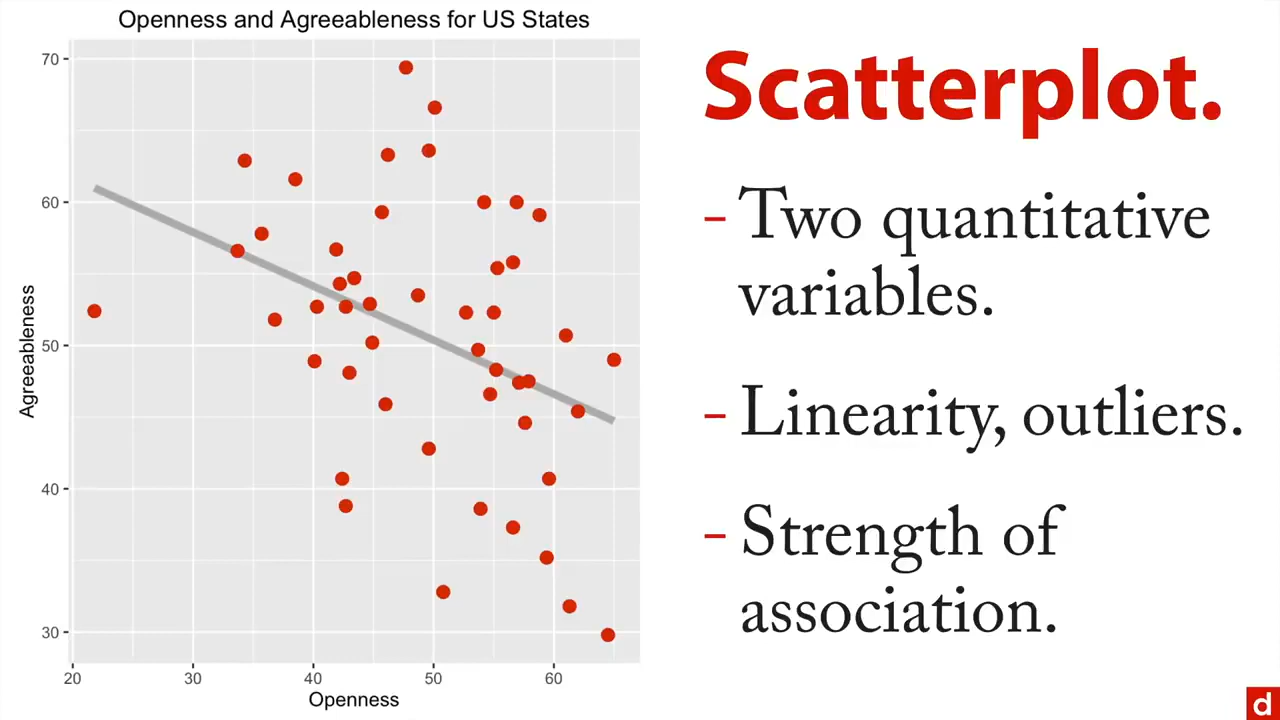 Openness and Agreeableness for US States
70
60
50
40
30
Agreeableness
20
30
40
50
60
Openness
Scatterplot.
- Two quantitative
variables.
- Linearity, outliers.
- Strength of
association.
d